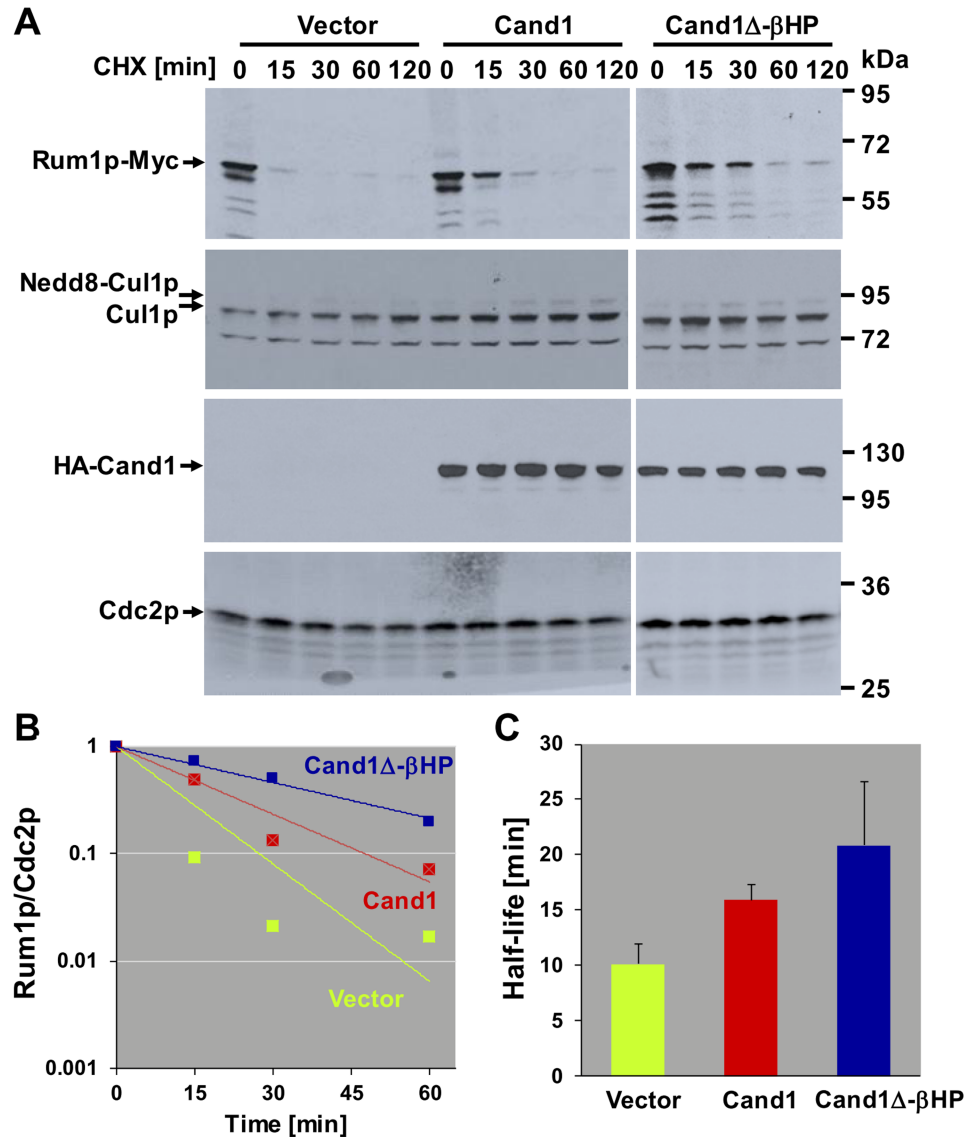 A
Vector Cand1 Cand1Δ-βHP
CHX [min] 0 15 30 60 120 0 15 30 60 120 0 15 30 60 120 kDa
95
72
Rum1p-Myc
55
Nedd8-Cul1p
95
Cul1p
72
130
HA-Cand1
95
36
Cdc2p
25
B
Rum1p/Cdc2p
1
0.1
0.01
0.001
Cand1Δ-βHP
Cand1
Vector
0 15 30 45 60
Time [min]
C
Half-life [min]
30
25
20
15
10
5
0
Vector Cand1 Cand1Δ-βHP